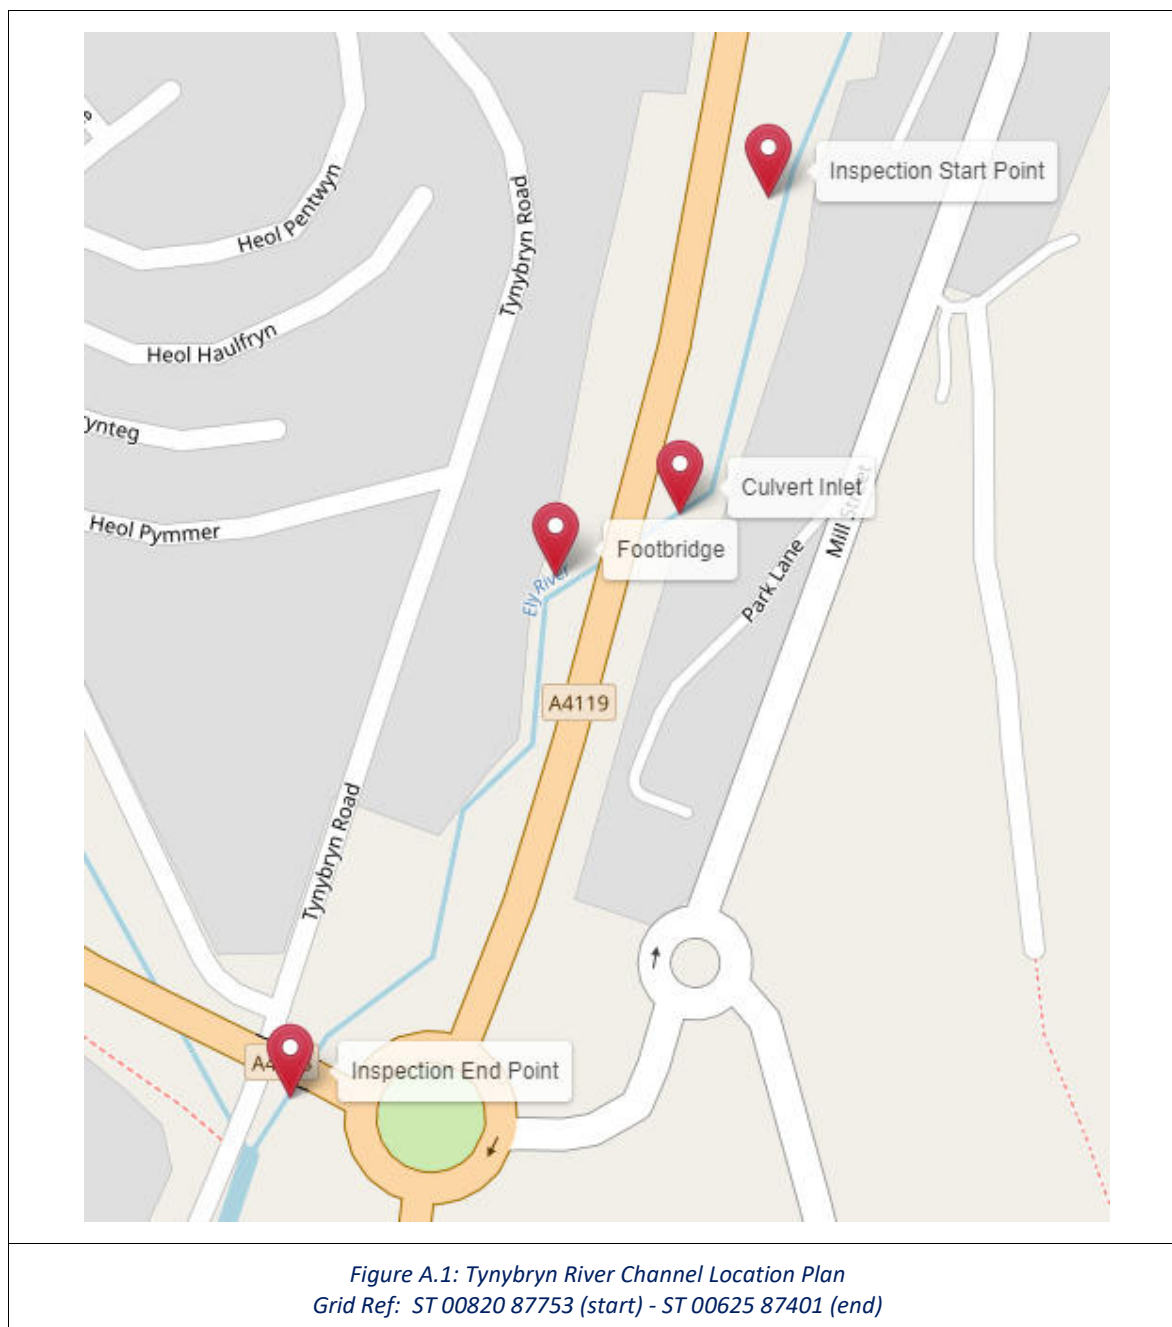 Inspection Start Point
Heol Pentwyn
Tynybryn Road
Heol Haulfryn
ynteg
Culvert Inlet
Heol Pymmer
Footbridge
Mill Street
Ely River
Park Lane
A4119
Tynybryn Road
Inspection End Point
Figure A.1: Tynybryn River Channel Location Plan
Grid Ref: ST 00820 87753 (start) - ST 00625 87401 (end)